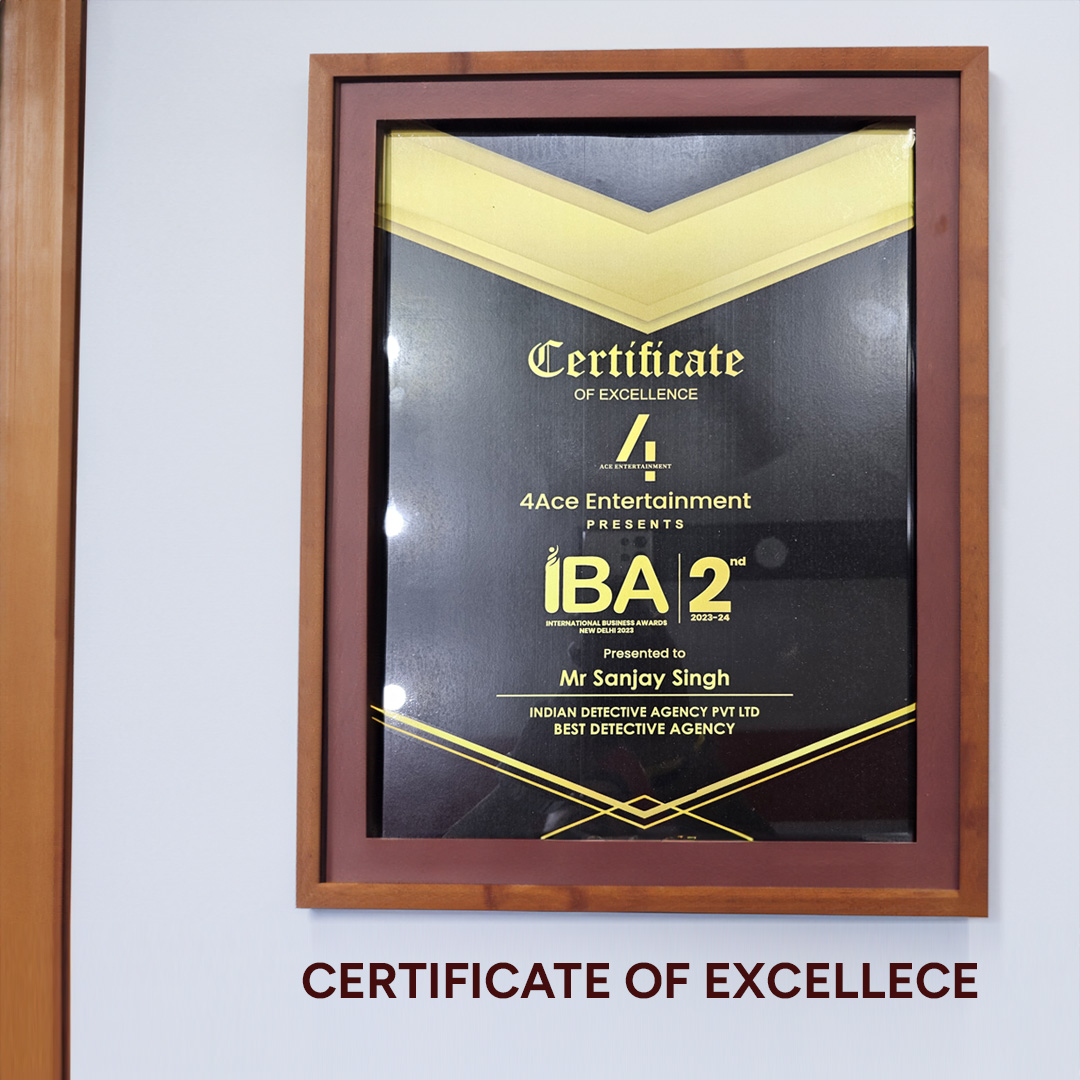 Certificate
OF EXCELLENCE
4
ACE ENTERTAINMENT
4Ace Entertainment
PRESENTS
iBA 2nd
INTERNATIONAL BUSINESS AWARDS 2023-24
NEW DELHI 2023
Presented to
Mr Sanjay Singh
INDIAN DETECTIVE AGENCY PVT LTD
BEST DETECTIVE AGENCY
CERTIFICATE OF EXCELLECE